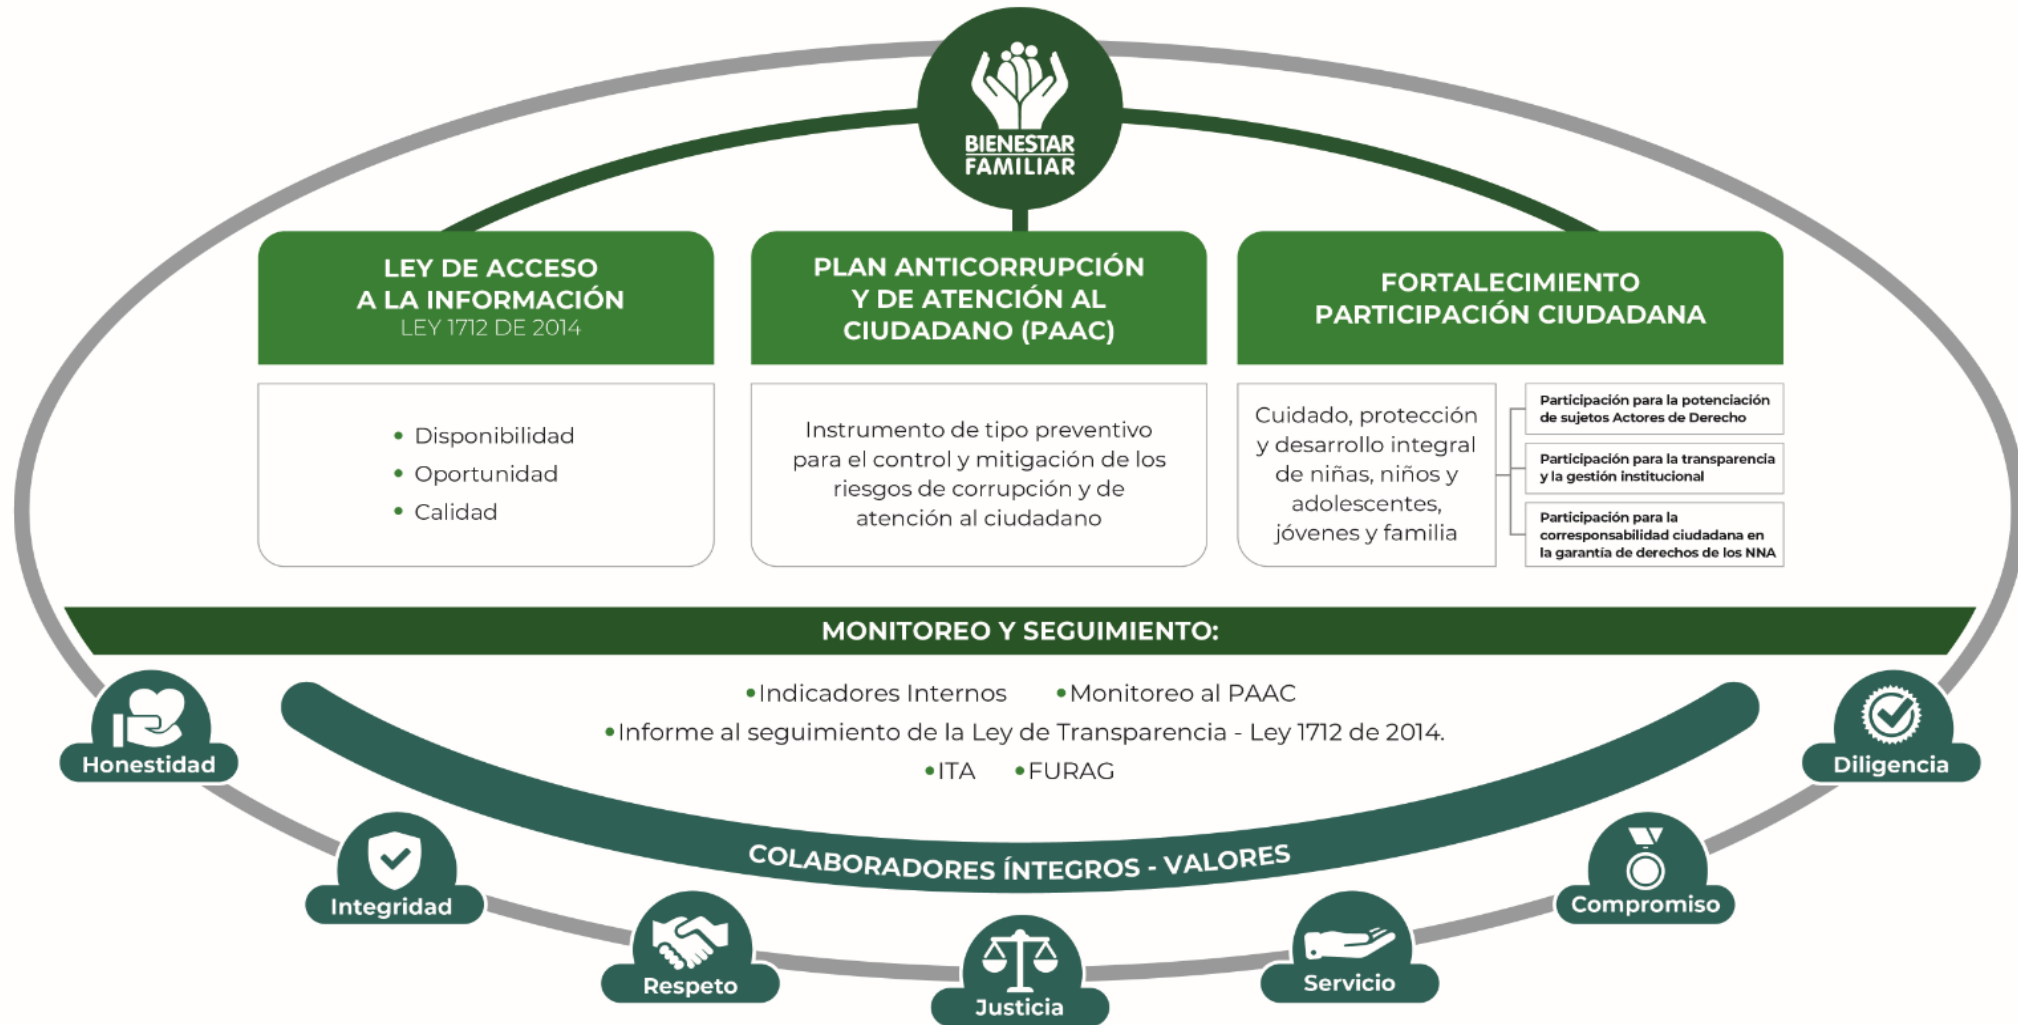 BIENESTAR
FAMILIAR
LEY DE ACCESO
A LA INFORMACIÓN
LEY 1712 DE 2014
• Disponibilidad
• Oportunidad
• Calidad
PLAN ANTICORRUPCIÓN
Y DE ATENCIÓN AL
CIUDADANO (PAAC)
Instrumento de tipo preventivo
para el control y mitigación de los
riesgos de corrupción y de
atención al ciudadano
FORTALECIMIENTO
PARTICIPACIÓN CIUDADANA
Cuidado, protección
y desarrollo integral
de niñas, niños y
adolescentes,
jóvenes y familia
Participación para la potenciación
de sujetos Actores de Derecho
Participación para la transparencia
y la gestión institucional
Participación para la
corresponsabilidad ciudadana en
la garantía de derechos de los NNA
MONITOREO Y SEGUIMIENTO:
•Indicadores Internos •Monitoreo al PAAC
•Informe al seguimiento de la Ley de Transparencia - Ley 1712 de 2014.
•ITA •FURAG
COLABORADORES ÍNTEGROS - VALORES
Honestidad
Integridad
Respeto
Justicia
Servicio
Compromiso
Diligencia